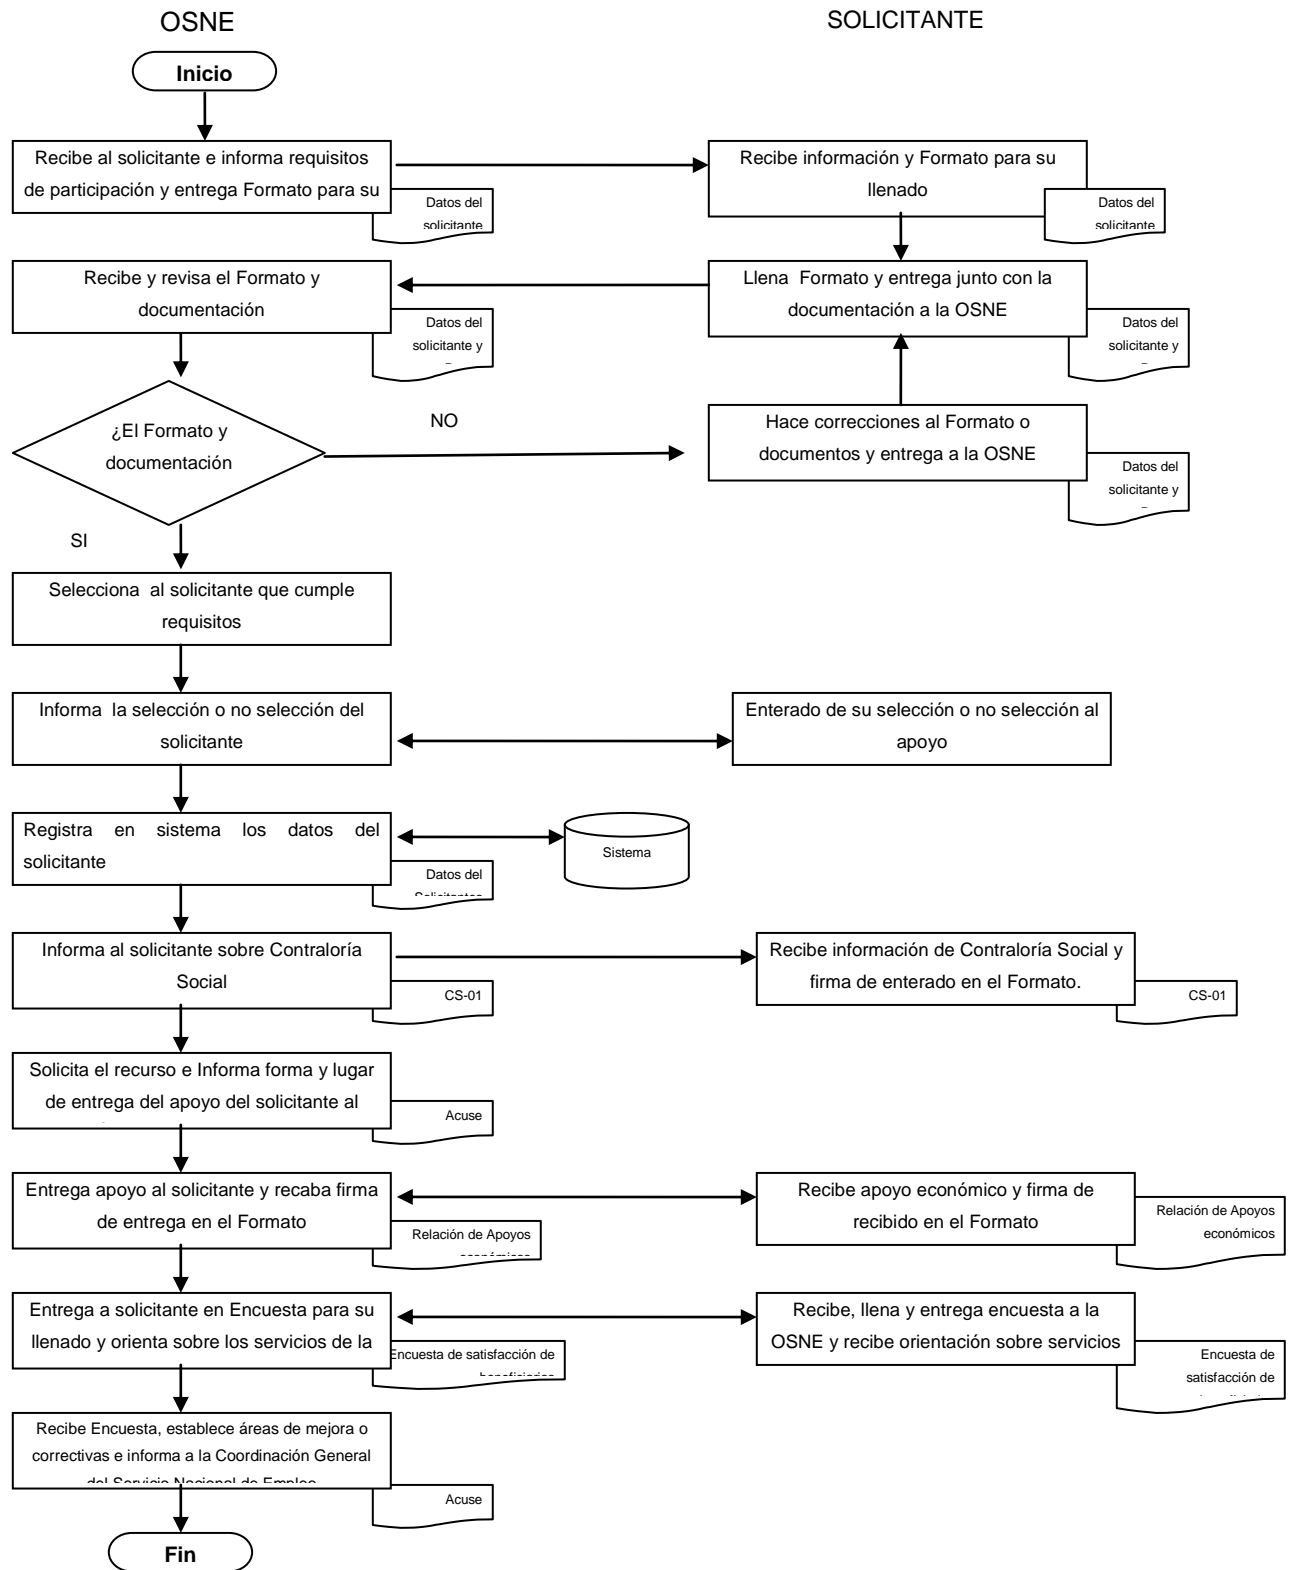 OSNE
SOLICITANTE
Inicio
Recibe al solicitante e informa requisitos
de participación y entrega Formato para su
Datos del
solicitante
Recibe información y Formato para su
llenado
Datos del
solicitante
Recibe y revisa el Formato y
documentación
Datos del
solicitante y
Llena Formato y entrega junto con la
documentación a la OSNE
Datos del
solicitante y
¿El Formato y
documentación
NO
Hace correcciones al Formato o
documentos y entrega a la OSNE
Datos del
solicitante y
SI
Selecciona al solicitante que cumple
requisitos
Informa la selección o no selección del
solicitante
Enterado de su selección o no selección al
apoyo
Registra en sistema los datos del
solicitante
Datos del
Sistema
Informa al solicitante sobre Contraloría
Social
CS-01
Recibe información de Contraloría Social y
firma de enterado en el Formato.
CS-01
Solicita el recurso e Informa forma y lugar
de entrega del apoyo del solicitante al
Acuse
Entrega apoyo al solicitante y recaba firma
de entrega en el Formato
Relación de Apoyos
Recibe apoyo económico y firma de
recibido en el Formato
Relación de Apoyos
económicos
Entrega a solicitante en Encuesta para su
llenado y orienta sobre los servicios de la
Encuesta de satisfacción de
Recibe, llena y entrega encuesta a la
OSNE y recibe orientación sobre servicios
Encuesta de
satisfacción de
Recibe Encuesta, establece áreas de mejora o
correctivas e informa a la Coordinación General
del Servicio Nacional de Empleo
Acuse
Fin